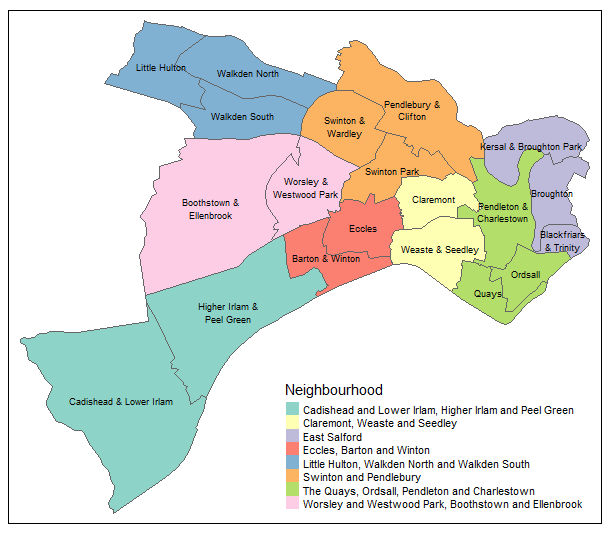 Little Hulton
Walkden North
Walkden South
Pendlebury &
Clifton
Swinton &
Wardley
Kersal & Broughton Park
Swinton Park
Worsley &
Westwood Park
Broughton
Claremont
Boothstown &
Ellenbrook
Pendleton &
Charlestown
Eccles
Blackfriars
& Trinity
Weaste & Seedley
Barton & Winton
Ordsall
Quays
Higher Irlam &
Peel Green
Cadishead & Lower Irlam
Neighbourhood
Cadishead and Lower Irlam, Higher Irlam and Peel Green
Claremont, Weaste and Seedley
East Salford
Eccles, Barton and Winton
Little Hulton, Walkden North and Walkden South
Swinton and Pendlebury
The Quays, Ordsall, Pendleton and Charlestown
Worsley and Westwood Park, Boothstown and Ellenbrook